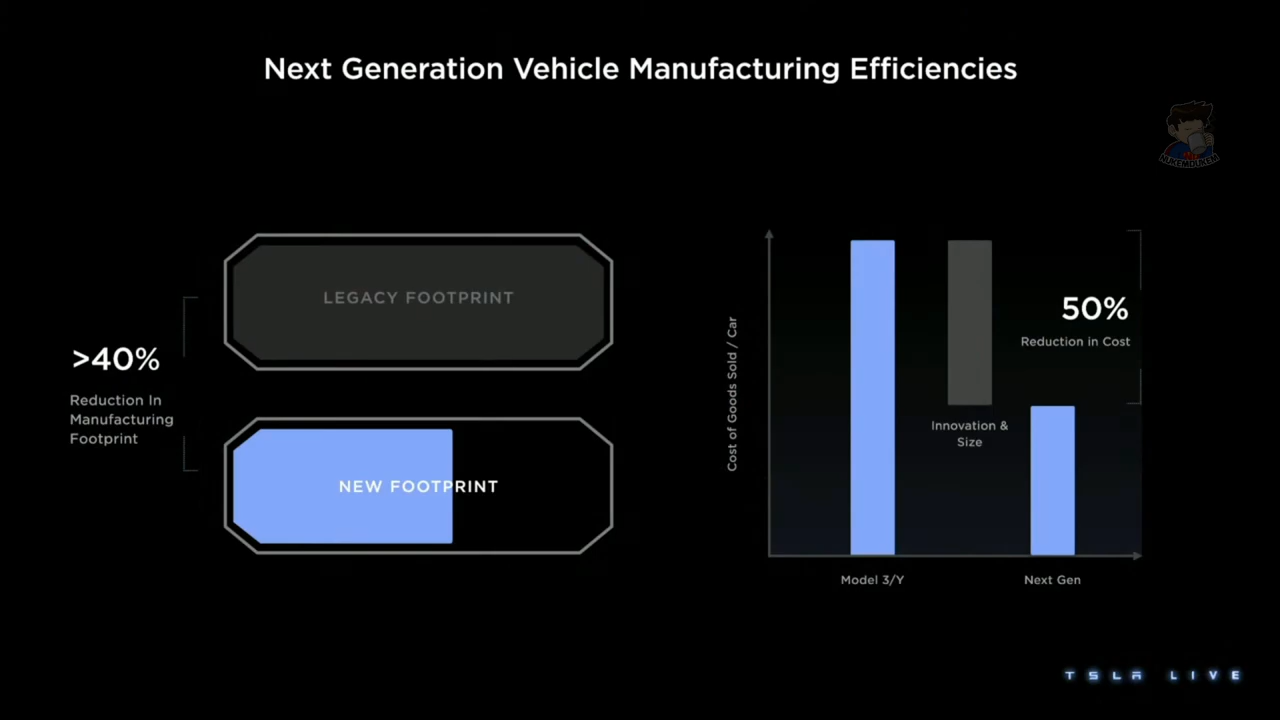 Next Generation Vehicle Manufacturing Efficiencies
NUKEMDUKEM
LEGACY FOOTPRINT
>40%
Reduction In
Manufacturing
Footprint
NEW FOOTPRINT
Cost of Goods Sold / Car
50%
Reduction in Cost
Innovation &
Size
Model 3/Y
Next Gen
TSLA LIVE